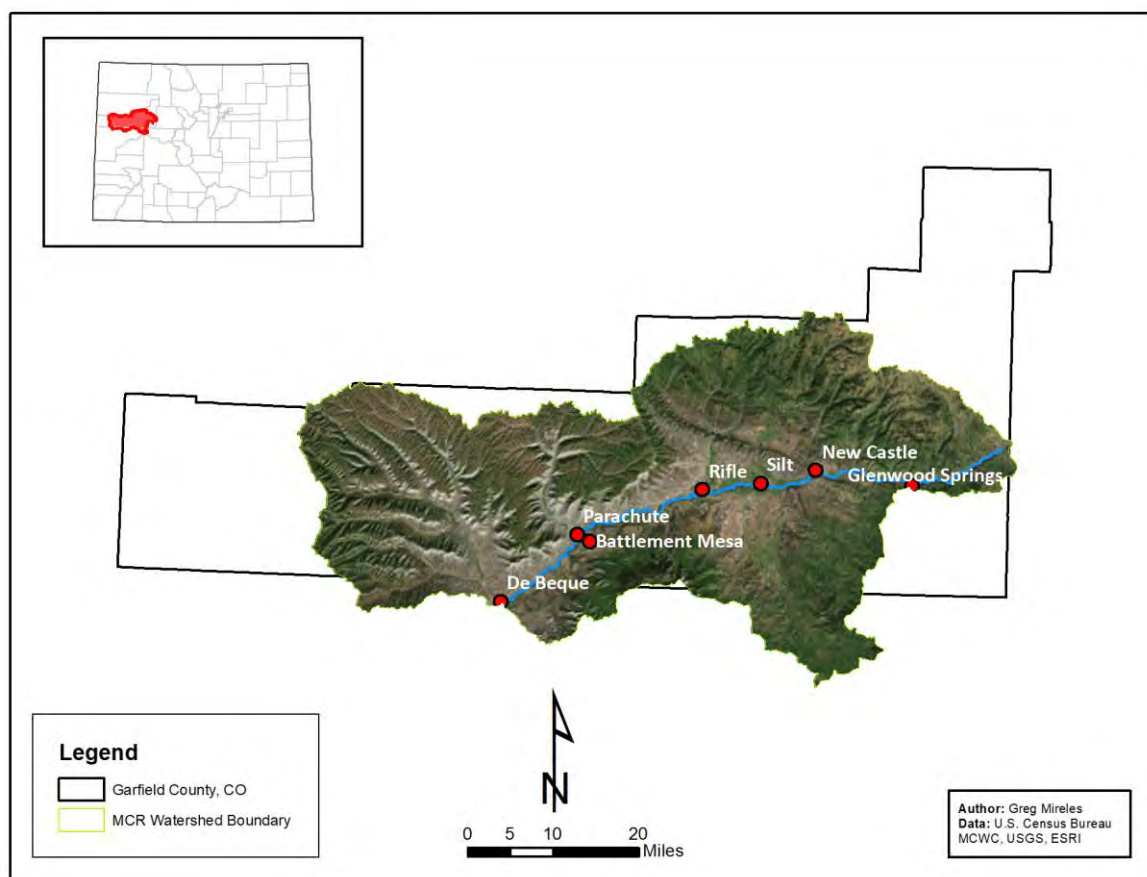 New Castle
Silt
Glenwood Springs
Rifle
Parachute
Battlement Mesa
De Beque
Legend
Garfield County, CO
MCR Watershed Boundary
N
0 5 10 20
Miles
Author: Greg Mireles
Data: U.S. Census Bureau
MCWC, USGS, ESRI